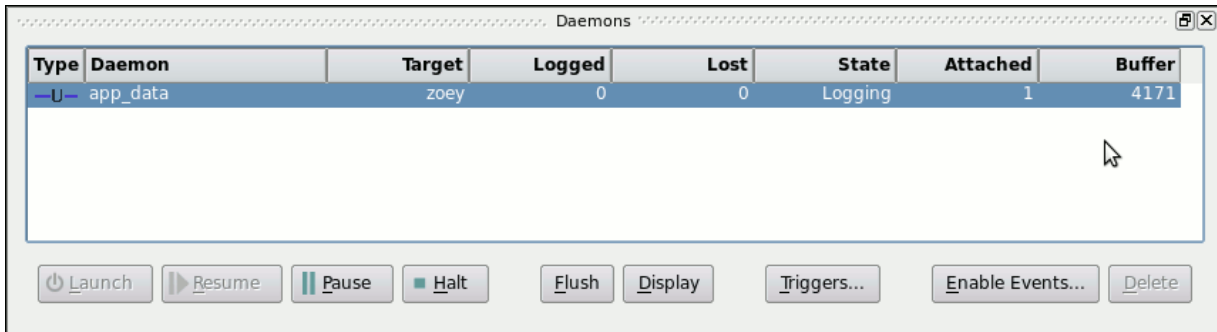 Daemons
Type Daemon Target Logged Lost State Attached Buffer
U app_data zoey 0 0 Logging 1 4171
Launch Resume Pause Halt Flush Display Triggers... Enable Events... Delete